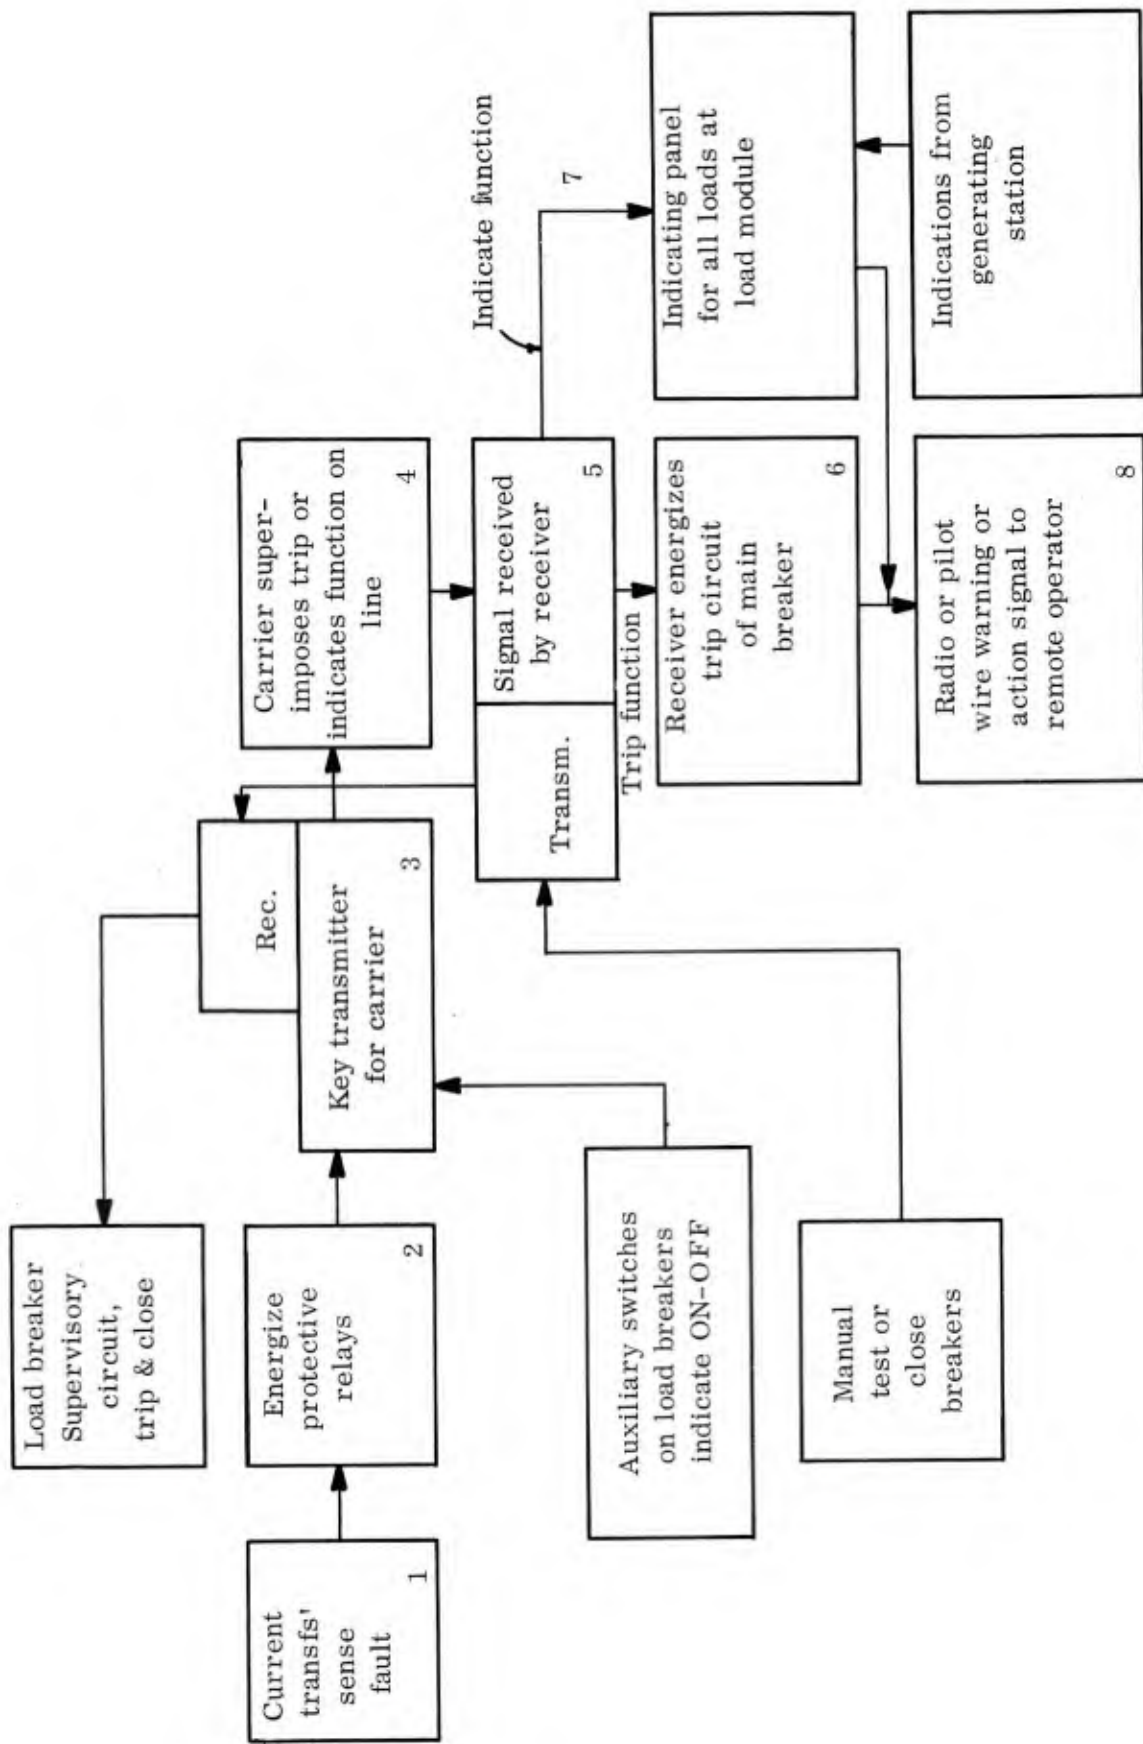 Load breaker
Supervisory
circuit,
trip & close
Current
transfs'
sense
fault
1
Energize
protective
relays
2
Rec.
Key transmitter
for carrier
3
Carrier super-
imposes trip or
indicates function on
line
4
Auxiliary switches
on load breakers
indicate ON-OFF
Manual
test or
close
breakers
Transm.
Signal received
by receiver
5
Indicate function
7
Trip function
Receiver energizes
trip circuit
of main
breaker
6
Indicating panel
for all loads at
load module
Radio or pilot
wire warning or
action signal to
remote operator
8
Indications from
generating
station